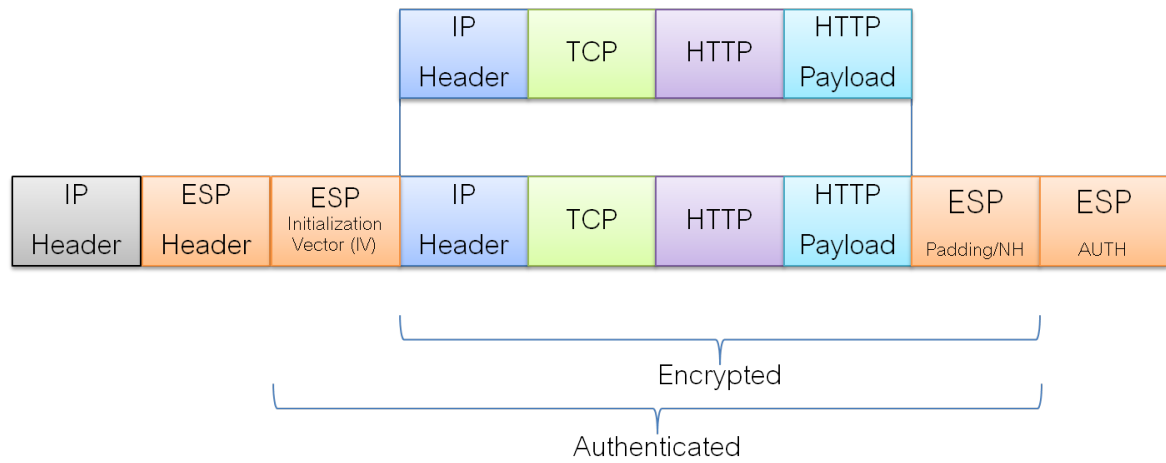 IP
Header
TCP
HTTP
HTTP
Payload
IP
Header
ESP
Header
ESP
Initialization
Vector (IV)
IP
Header
TCP
HTTP
HTTP
Payload
ESP
Padding/NH
ESP
AUTH
Encrypted
Authenticated